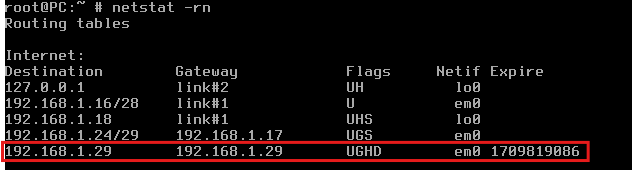 root@PC:~ # netstat -rn
Routing tables
Internet:
Destination Gateway Flags Netif Expire
127.0.0.1 link#2 UH lo0
192.168.1.16/28 link#1 U em0
192.168.1.18 link#1 UHS lo0
192.168.1.24/29 192.168.1.17 UGS em0
192.168.1.29 192.168.1.29 UGHD em0 1709819086